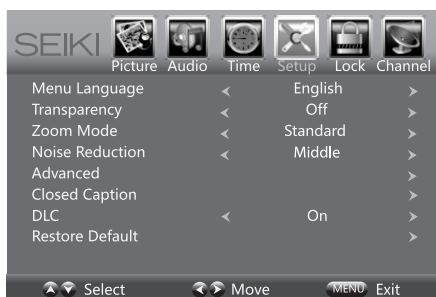 SEIKI
Picture Audio Time Setup Lock Channel
Menu Language English
Transparency Off
Zoom Mode Standard
Noise Reduction Middle
Advanced
Closed Caption
DLC On
Restore Default
Select Move MENU Exit